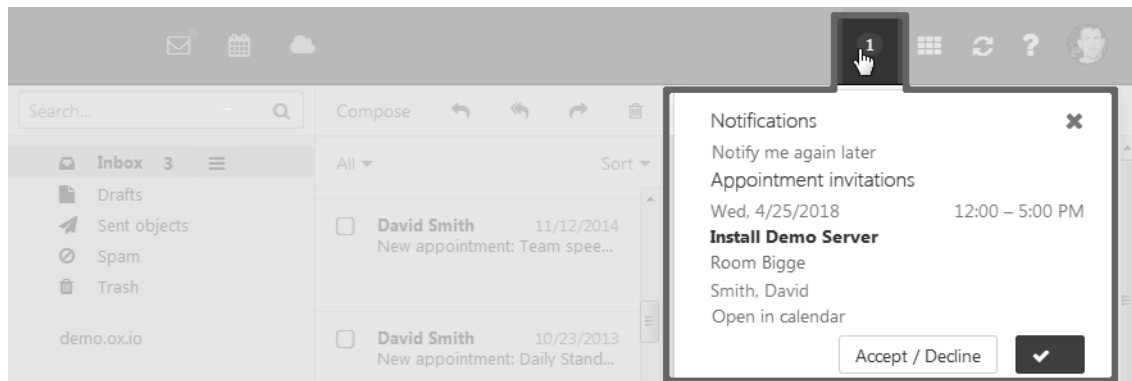 1
?
Search...
Compose
Inbox 3
Drafts
Sent objects
Spam
Trash
demo.ox.io
All
Sort
David Smith 11/12/2014
New appointment: Team spee...
David Smith 10/23/2013
New appointment: Daily Stand...
Notifications
Notify me again later
Appointment invitations
Wed, 4/25/2018 12:00 – 5:00 PM
Install Demo Server
Room Bigge
Smith, David
Open in calendar
Accept / Decline